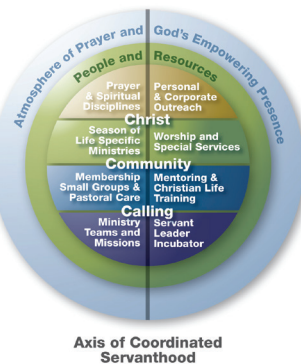 Atmosphere of Prayer and God's Empowering Presence
People and Resources
Prayer
& Spiritual
Disciplines
Personal
& Corporate
Outreach
Christ
Season of
Life Specific
Ministries
Worship and
Special Services
Community
Membership
Small Groups &
Pastoral Care
Mentoring &
Christian Life
Training
Calling
Ministry
Teams and
Missions
Servant
Leader
Incubator
Axis of Coordinated
Servanthood